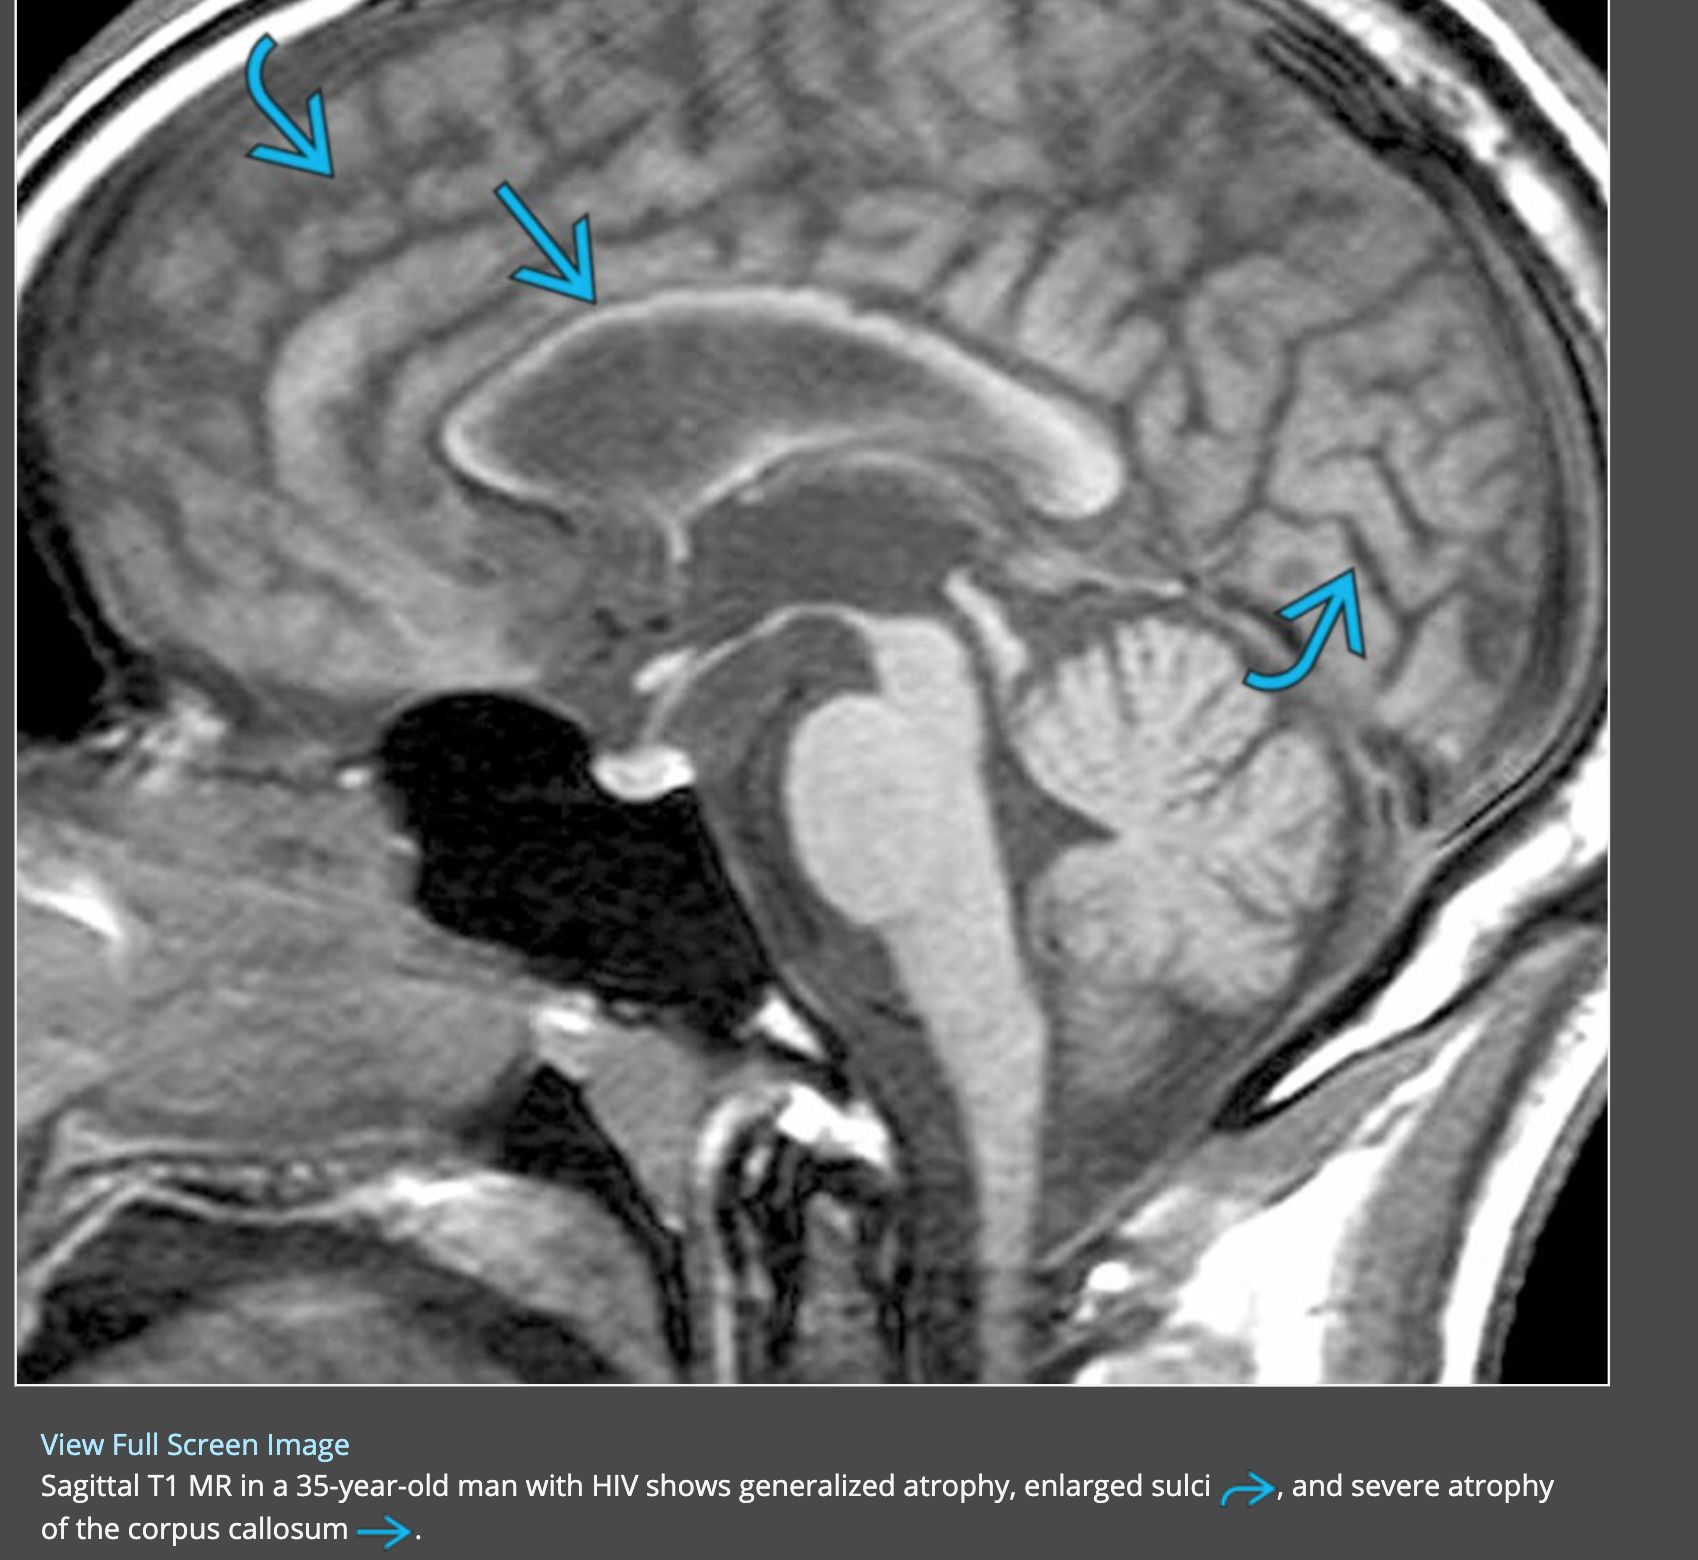 View Full Screen Image
Sagittal T1 MR in a 35-year-old man with HIV shows generalized atrophy, enlarged sulci , and severe atrophy
of the corpus callosum .